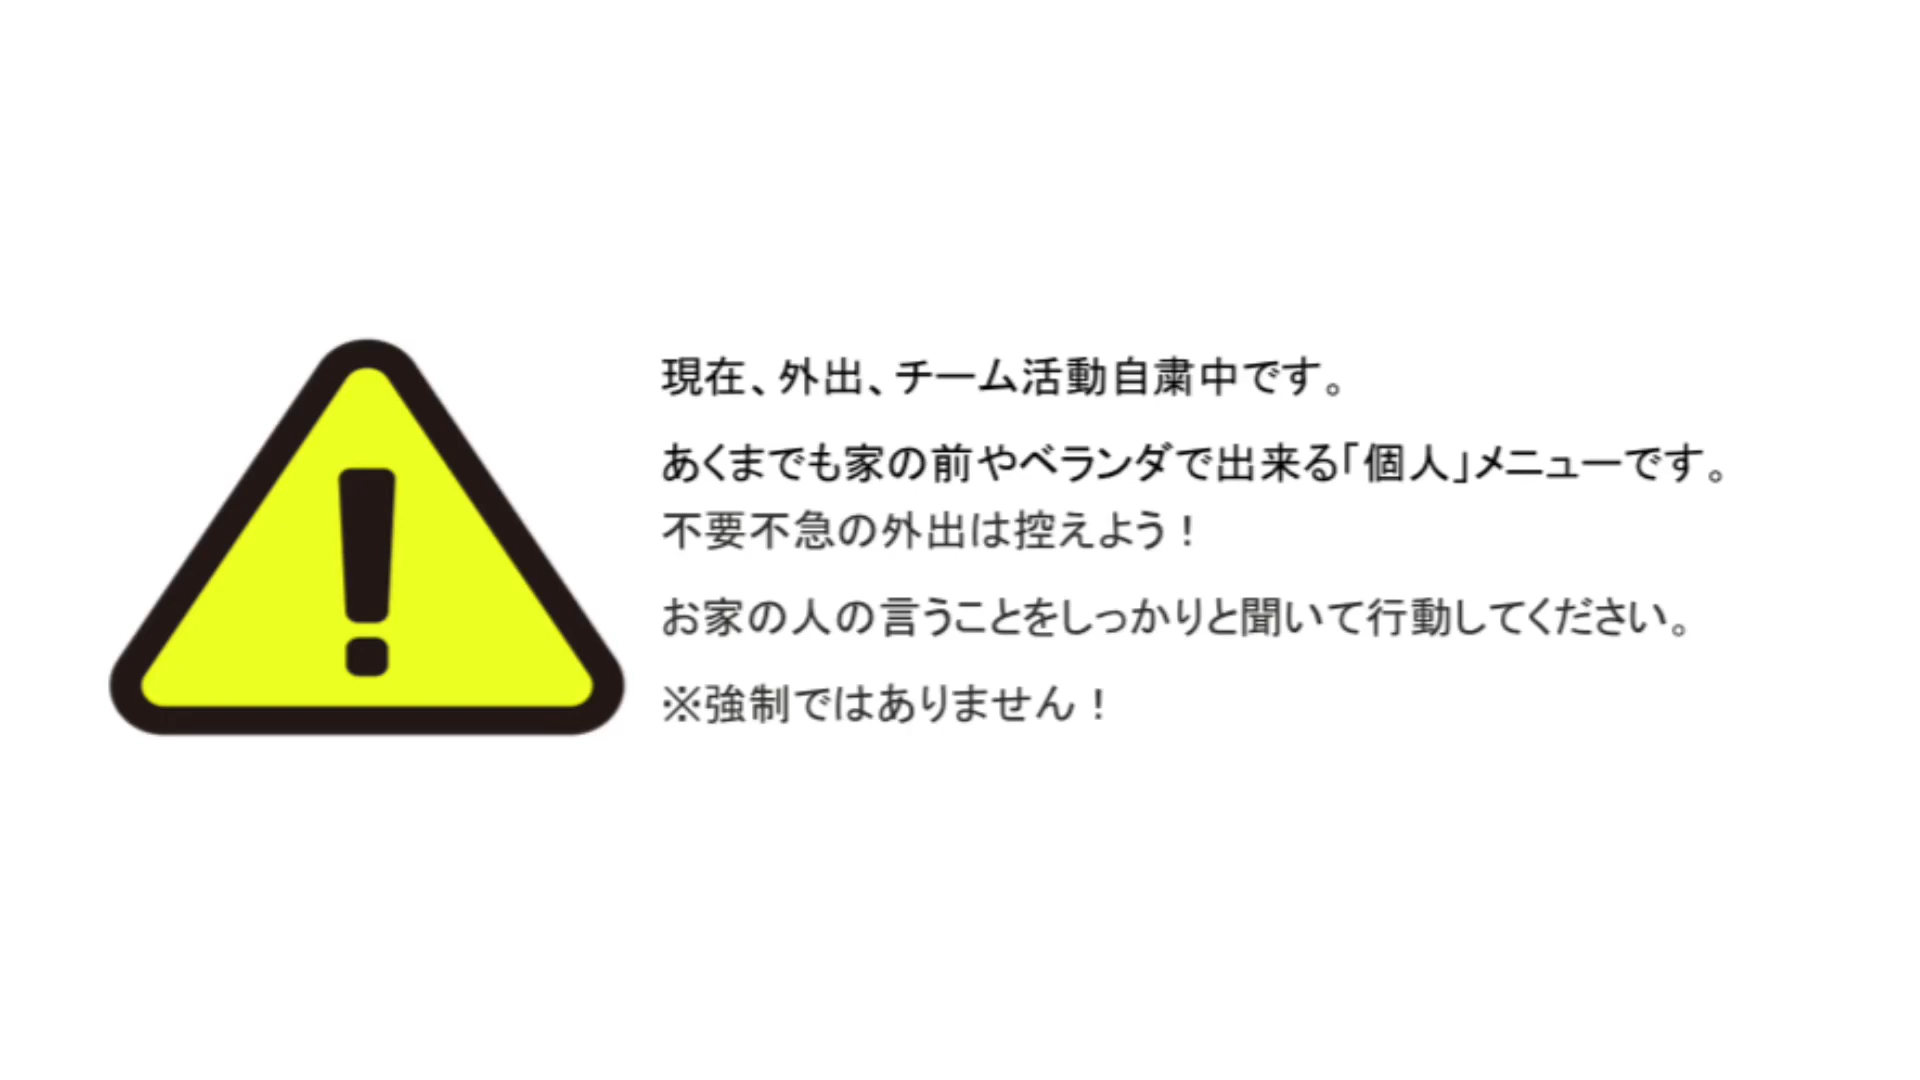 現在、外出、チーム活動自粛中です。
あくまでも家の前やベランダで出来る「個人」メニューです。
不要不急の外出は控えよう！
お家の人の言うことをしっかりと聞いて行動してください。
※強制ではありません！